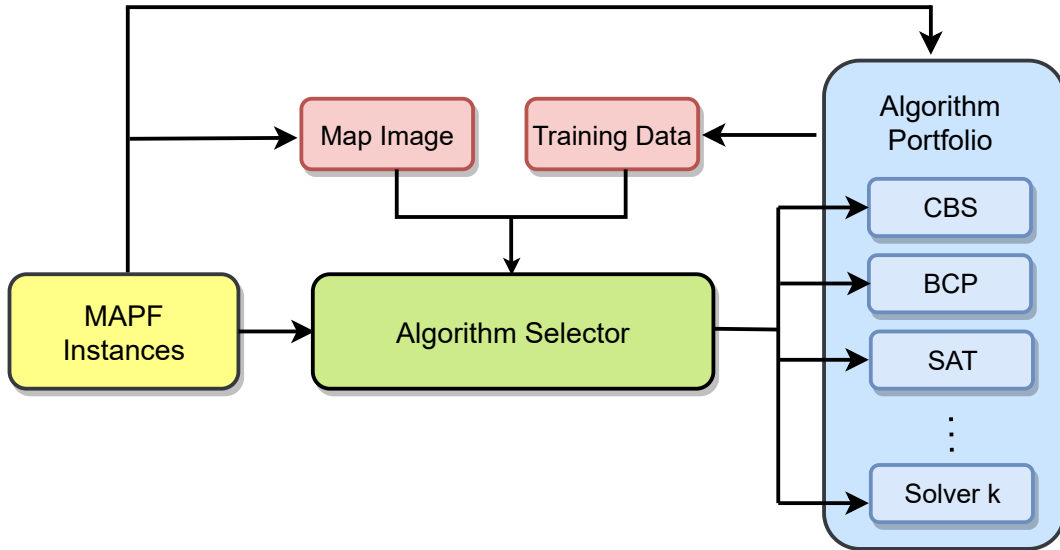 Algorithm
Portfolio
Map Image
Training Data
CBS
BCP
MAPF
Instances
Algorithm Selector
SAT
Solver k